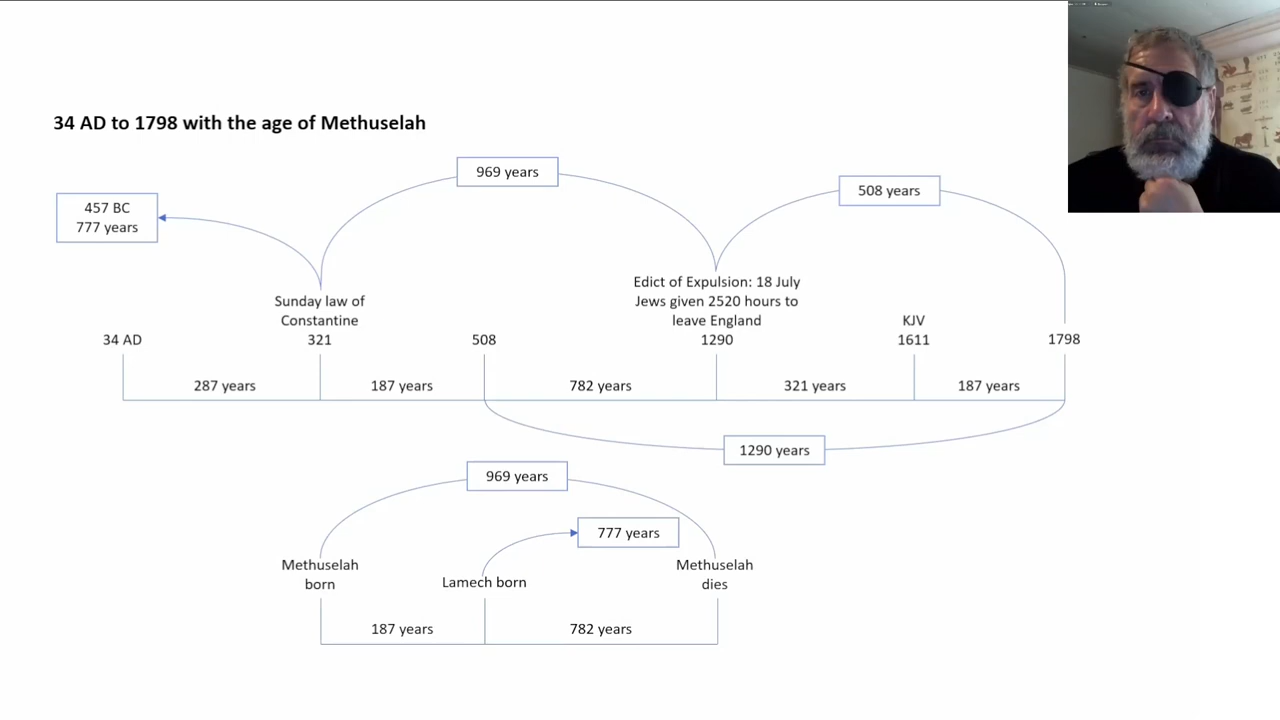 34 AD to 1798 with the age of Methuselah
969 years
508 years
457 BC
777 years
Edict of Expulsion: 18 July
Jews given 2520 hours to
leave England
Sunday law of
Constantine
KJV
34 AD
321
508
1290
1611
1798
287 years
187 years
782 years
321 years
187 years
1290 years
969 years
777 years
Methuselah
born
Lamech born
Methuselah
dies
187 years
782 years